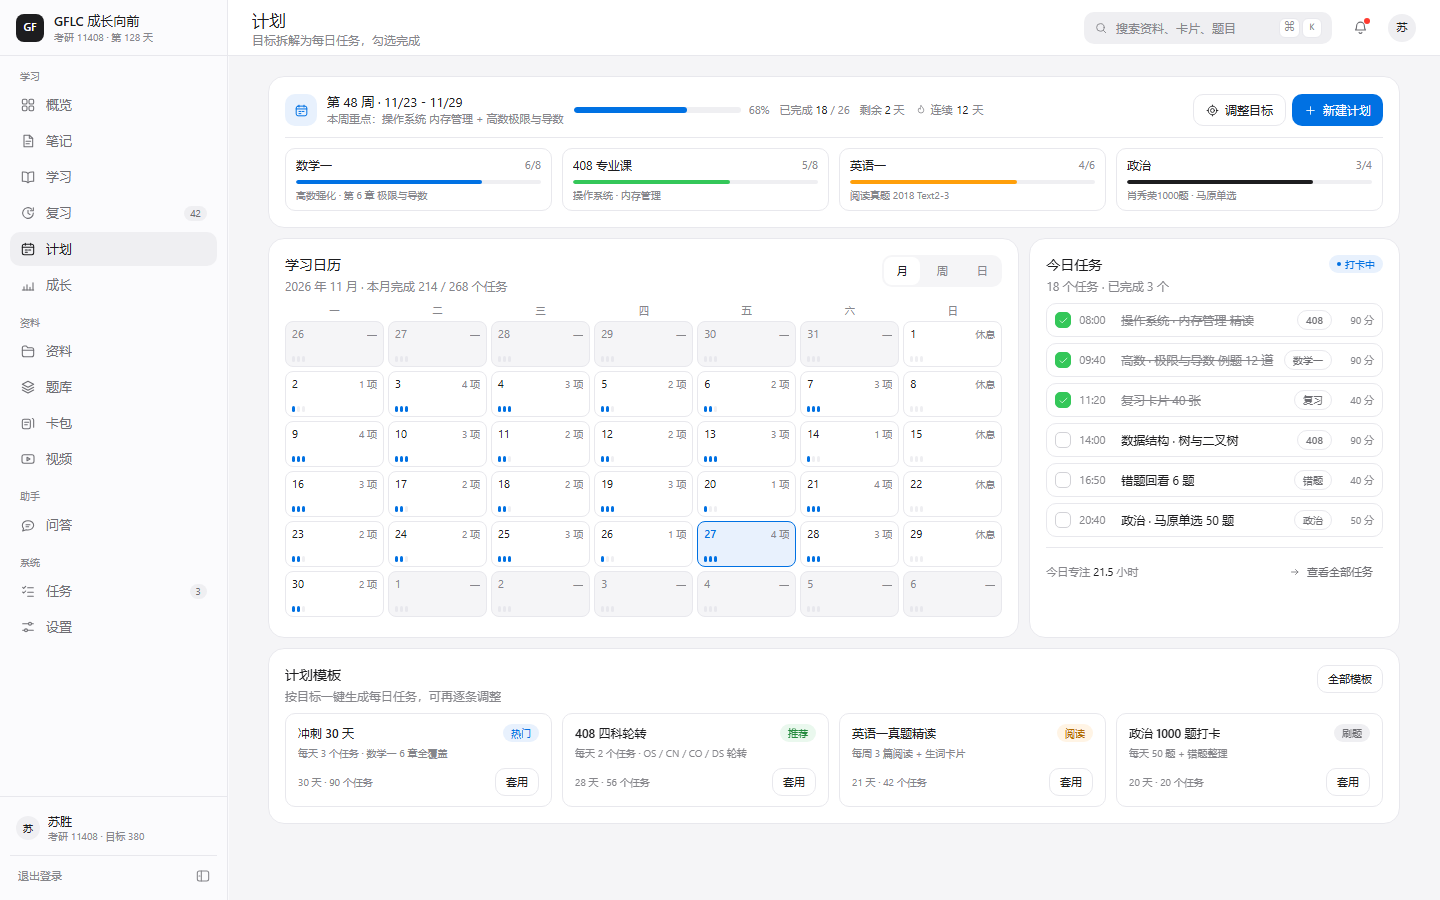 GF
GFLC 成长向前
考研 11408 · 第 128 天
学习
概览
笔记
学习
复习 42
计划
成长
资料
资料
题库
卡包
视频
助手
问答
系统
任务 3
设置
苏
苏胜
考研 11408 · 目标 380
退出登录
计划
目标拆解为每日任务，勾选完成
搜索资料、卡片、题目 ⌘ K
苏
第 48 周 · 11/23 - 11/29
本周重点：操作系统 内存管理 + 高数极限与导数
68% 已完成 18 / 26 剩余 2 天 连续 12 天
调整目标
+ 新建计划
数学一 6/8
高数强化 · 第 6 章 极限与导数
408 专业课 5/8
操作系统 · 内存管理
英语一 4/6
阅读真题 2018 Text2-3
政治 3/4
肖秀荣1000题 · 马原单选
学习日历
2026 年 11 月 · 本月完成 214 / 268 个任务
月 周 日
一 二 三 四 五 六 日
26 — 27 — 28 — 29 — 30 — 31 — 1 休息
2 1 项 3 4 项 4 3 项 5 2 项 6 2 项 7 3 项 8 休息
9 4 项 10 3 项 11 2 项 12 2 项 13 3 项 14 1 项 15 休息
16 3 项 17 2 项 18 2 项 19 3 项 20 1 项 21 4 项 22 休息
23 2 项 24 2 项 25 3 项 26 1 项 27 4 项 28 3 项 29 休息
30 2 项 1 — 2 — 3 — 4 — 5 — 6 —
今日任务
• 打卡中
18 个任务 · 已完成 3 个
08:00 操作系统 · 内存管理 精读 408 90 分
09:40 高数 · 极限与导数 例题 12 道 数学一 90 分
11:20 复习卡片 40 张 复习 40 分
14:00 数据结构 · 树与二叉树 408 90 分
16:50 错题回看 6 题 错题 40 分
20:40 政治 · 马原单选 50 题 政治 50 分
今日专注 21.5 小时
→ 查看全部任务
计划模板
按目标一键生成每日任务，可再逐条调整
全部模板
冲刺 30 天 热门
每天 3 个任务 · 数学一 6 章全覆盖
30 天 · 90 个任务 套用
408 四科轮转 推荐
每天 2 个任务 · OS / CN / CO / DS 轮转
28 天 · 56 个任务 套用
英语一真题精读 阅读
每周 3 篇阅读 + 生词卡片
21 天 · 42 个任务 套用
政治 1000 题打卡 刷题
每天 50 题 + 错题整理
20 天 · 20 个任务 套用